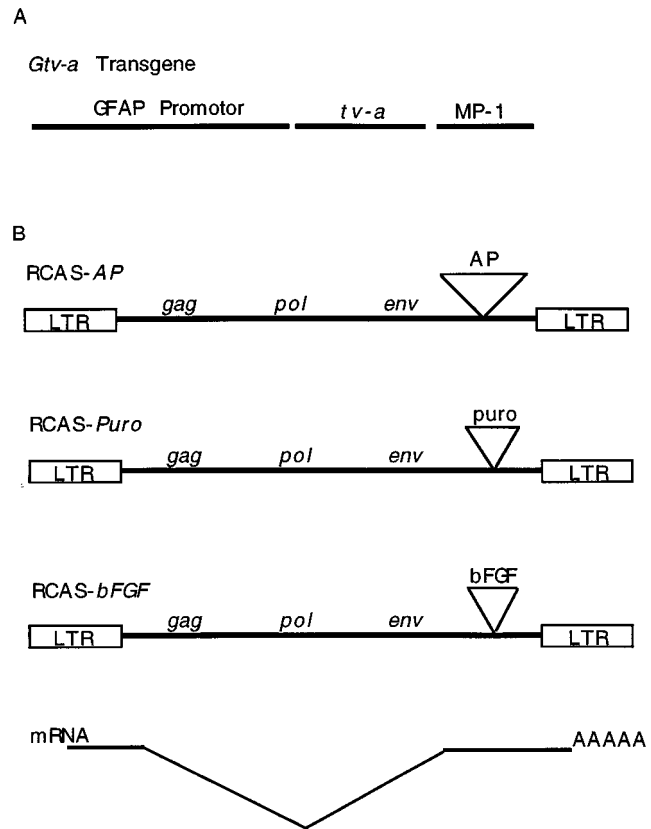 A
Gtv-a Transgene
GFAP Promotor tv-a MP-1
B
RCAS-AP
AP
LTR gag pol env LTR
RCAS-Puro
puro
LTR gag pol env LTR
RCAS-bFGF
bFGF
LTR gag pol env LTR
mRNA AAAAA